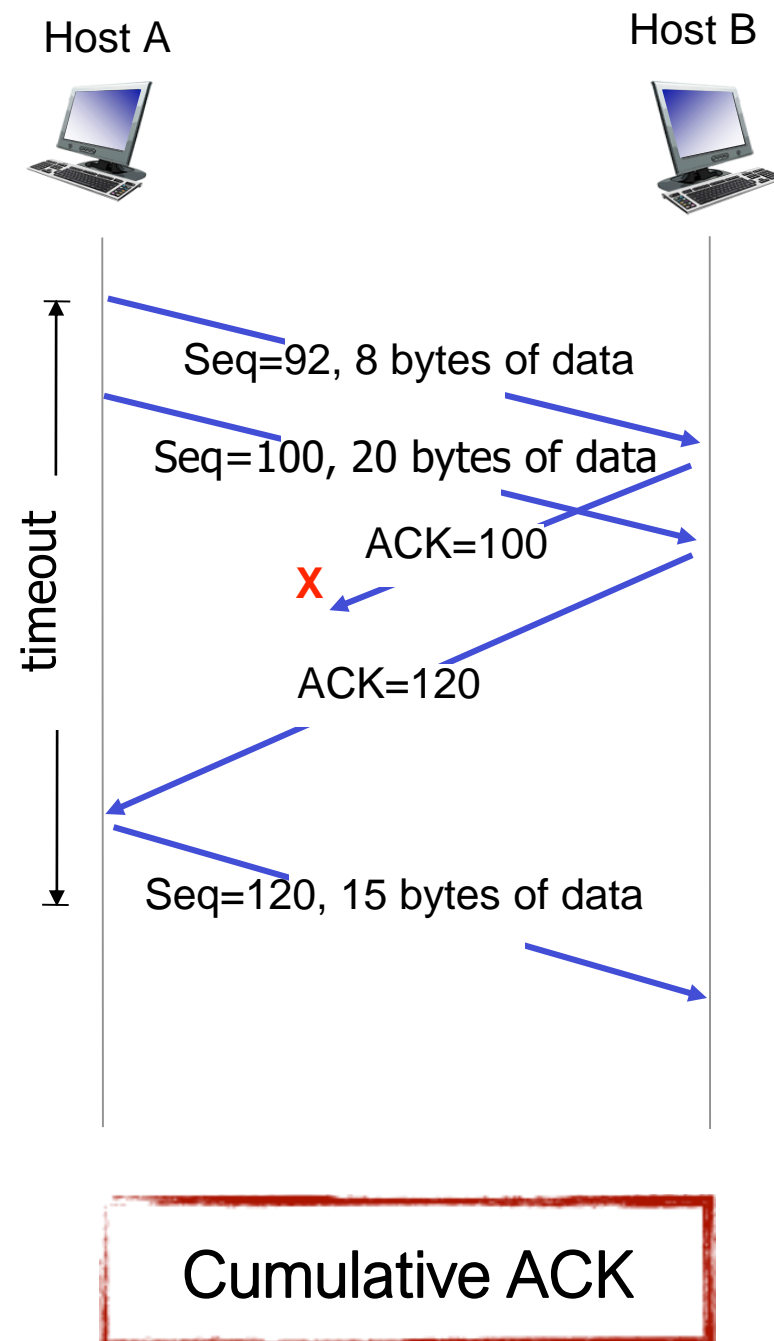 Host A
Host B
Seq=92, 8 bytes of data
Seq=100, 20 bytes of data
ACK=100
X
timeout
ACK=120
Seq=120, 15 bytes of data
Cumulative ACK